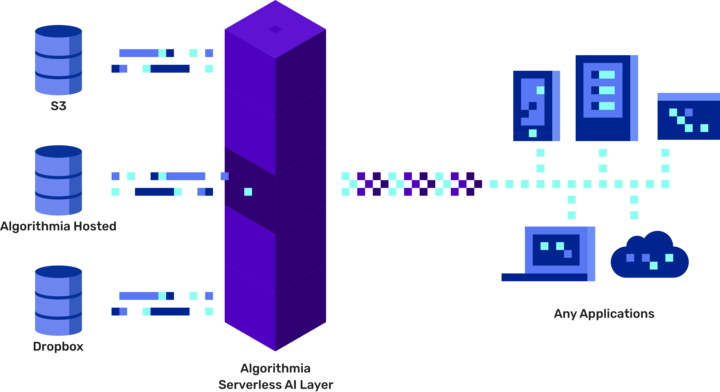 S3
Algorithmia Hosted
Dropbox
Algorithmia
Serverless AI Layer
Any Applications